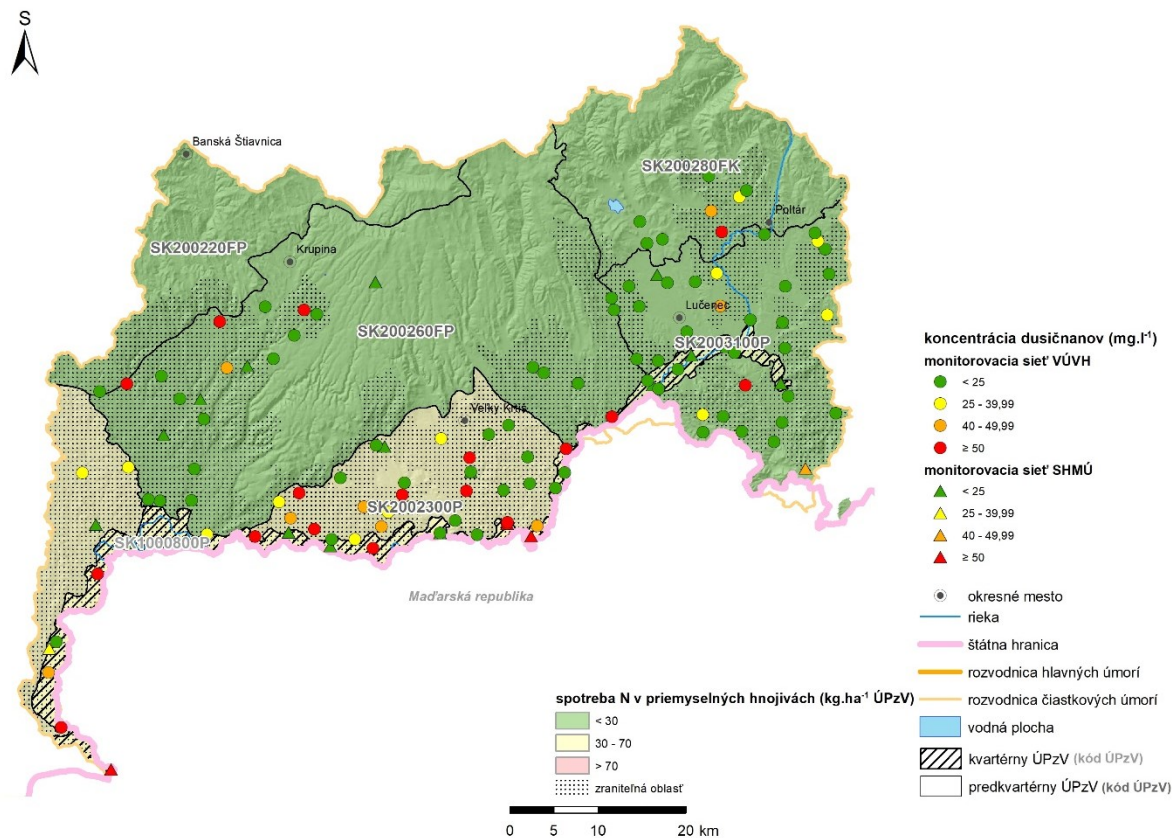 S
Banská Štiavnica
SK200280FK
Poltár
SK200220FP
Krupina
SK200260FP
Lučenec
SK2003100P
Veľký Krtíš
SK2002300P
SK1000800P
Maďarská republika
koncentrácia dusičnanov (mg.l⁻¹)
monitorovacia sieť VÚVH
< 25
25 - 39,99
40 - 49,99
≥ 50
monitorovacia sieť SHMÚ
< 25
25 - 39,99
40 - 49,99
≥ 50
okresné mesto
rieka
štátna hranica
rozvodnica hlavných úmorí
rozvodnica čiastkových úmorí
vodná plocha
kvartérny ÚPzV (kód ÚPzV)
predkvartérny ÚPzV (kód ÚPzV)
spotreba N v priemyselných hnojivách (kg.ha⁻¹ ÚPzV)
< 30
30 - 70
> 70
zraniteľná oblasť
0 5 10 20 km